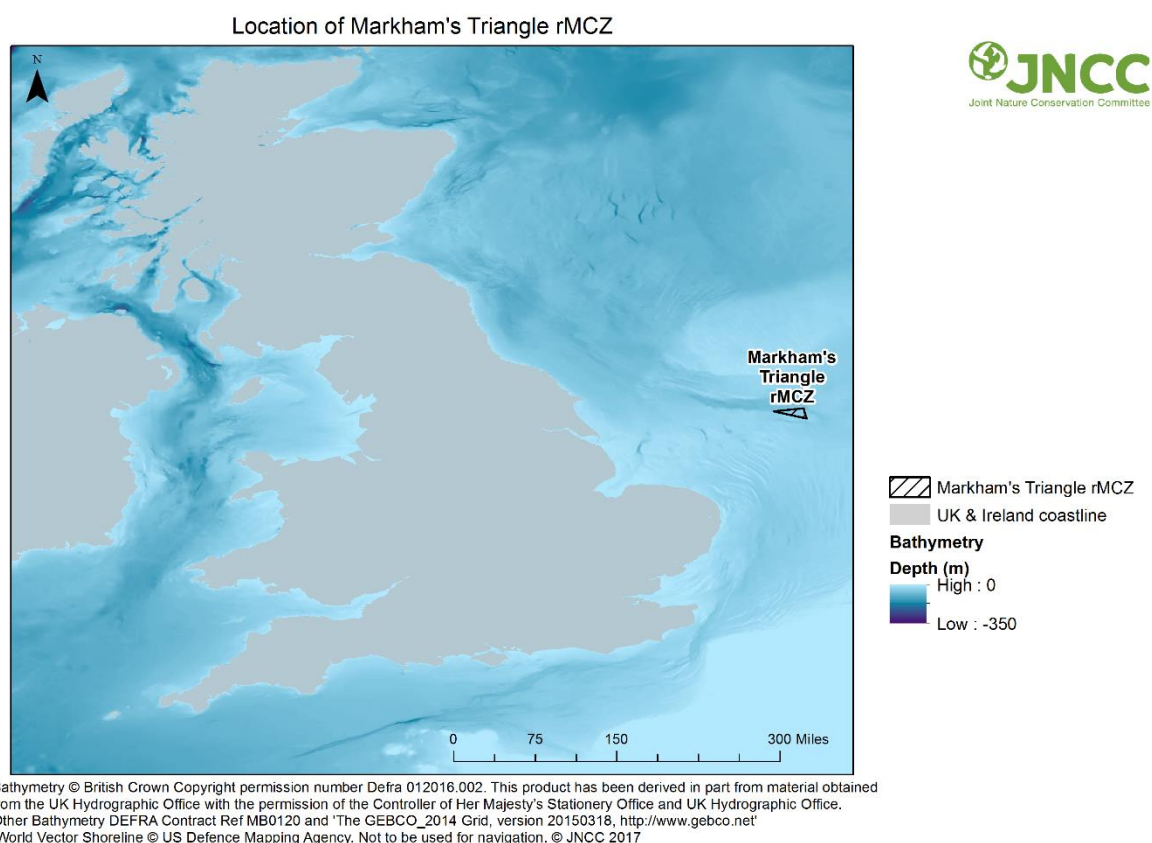 Location of Markham's Triangle rMCZ
N
JNCC
Joint Nature Conservation Committee
Markham's
Triangle
rMCZ
Markham's Triangle rMCZ
UK & Ireland coastline
Bathymetry
Depth (m)
High : 0
Low : -350
0 75 150 300 Miles
athymetry © British Crown Copyright permission number Defra 012016.002. This product has been derived in part from material obtained
om the UK Hydrographic Office with the permission of the Controller of Her Majesty's Stationery Office and UK Hydrographic Office.
ther Bathymetry DEFRA Contract Ref MB0120 and 'The GEBCO_2014 Grid, version 20150318, http://www.gebco.net'
World Vector Shoreline © US Defence Mapping Agency. Not to be used for navigation. © JNCC 2017